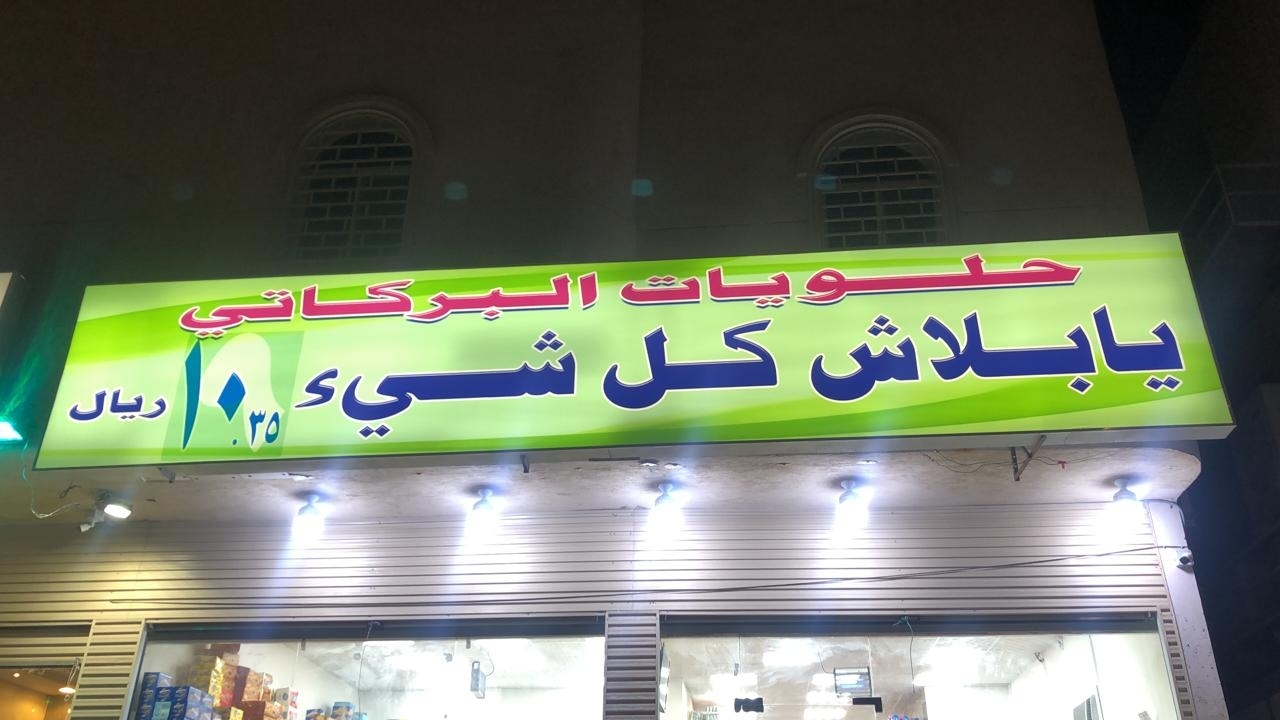 حلويات البركاتي
يابلاش كل شيء ١٠.٣٥ ريال